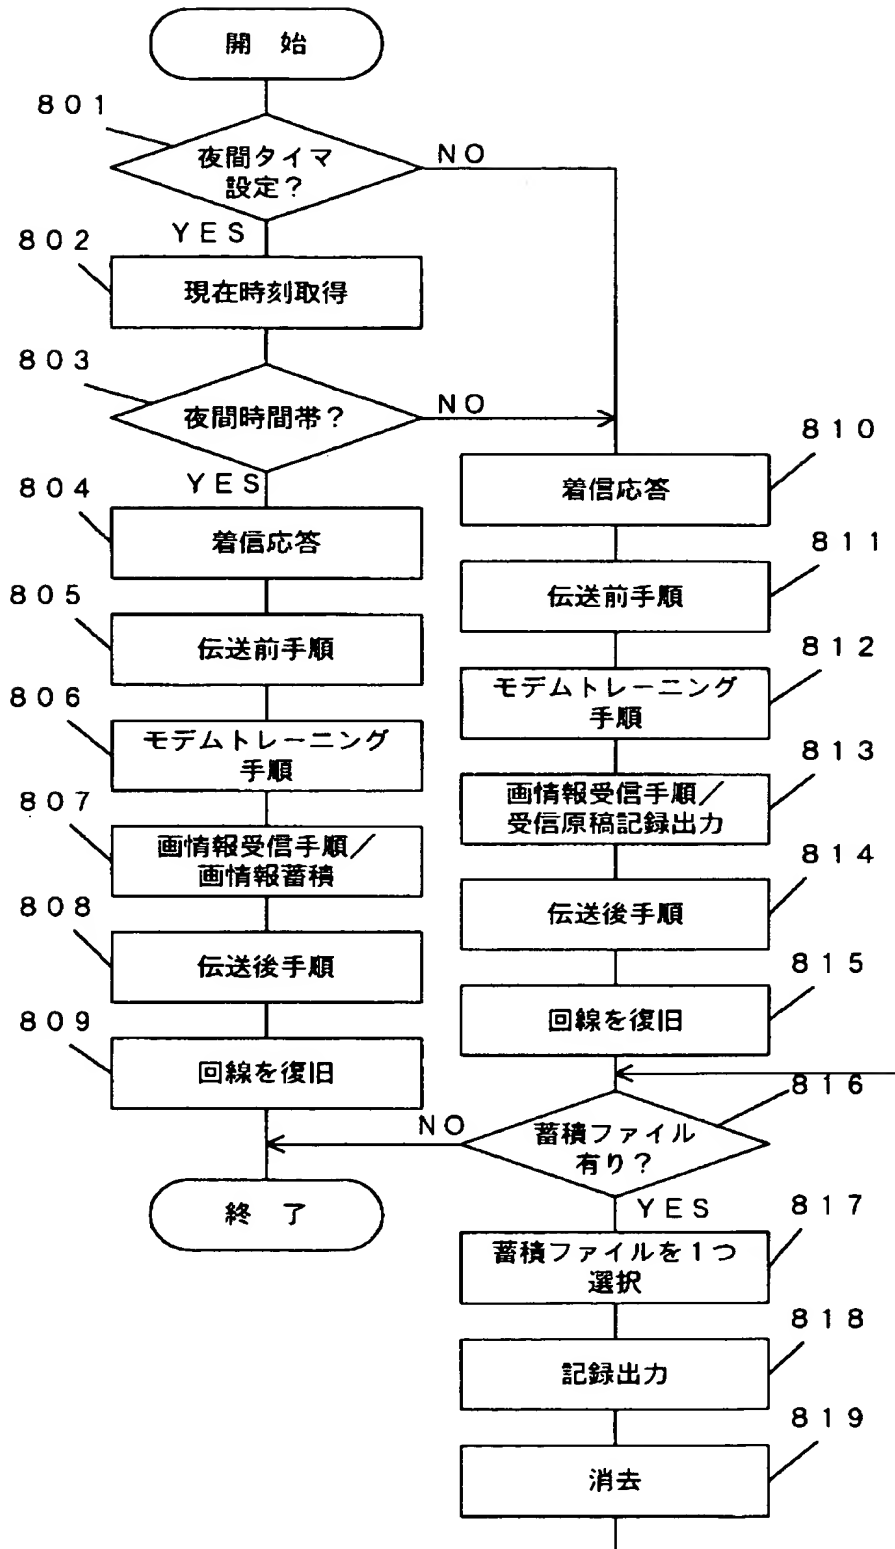 開 始
801
夜間タイマ
設定?
NO
YES
802
現在時刻取得
803
夜間時間帯?
NO
YES
804
着信応答
805
伝送前手順
806
モデムトレーニング
手順
807
画情報受信手順/
画情報蓄積
808
伝送後手順
809
回線を復旧
終 了
810
着信応答
811
伝送前手順
812
モデムトレーニング
手順
813
画情報受信手順/
受信原稿記録出力
814
伝送後手順
815
回線を復旧
816
蓄積ファイル
有り?
NO
YES
817
蓄積ファイルを1つ
選択
818
記録出力
819
消去